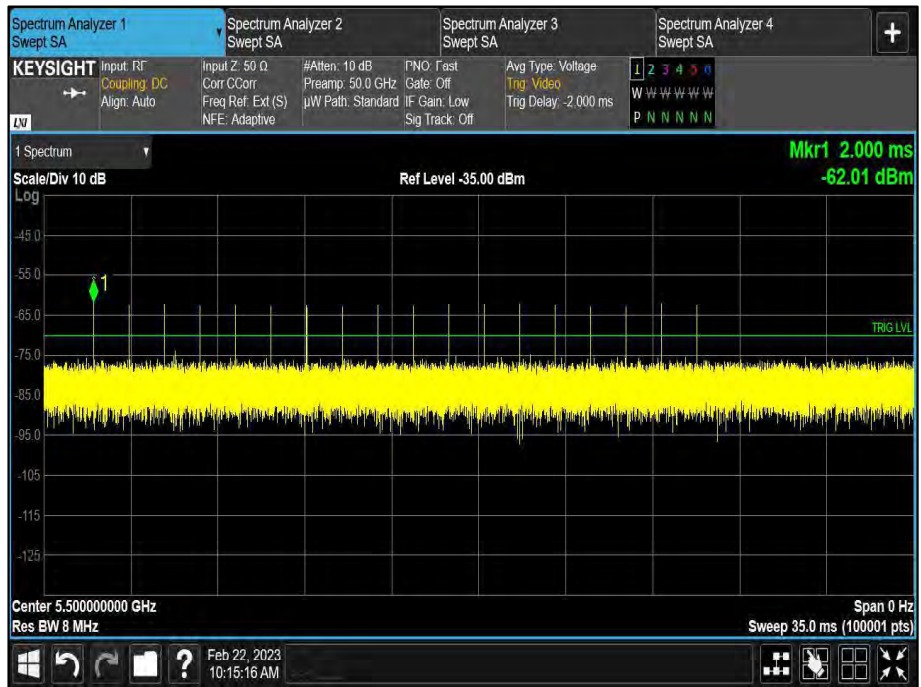 Spectrum Analyzer 1 Spectrum Analyzer 2 Spectrum Analyzer 3 Spectrum Analyzer 4
Swept SA Swept SA Swept SA Swept SA +
KEYSIGHT Input: RF Input Z: 50 Ω #Atten: 10 dB PNO: Fast Avg Type: Voltage 1 2 3 4 5 6
Coupling: DC Corr CCorr Preamp: 50.0 GHz Gate: Off Trig: Video W W W W W W
Align: Auto Freq Ref: Ext (S) µW Path: Standard IF Gain: Low Trig Delay: -2.000 ms
LXI NFE: Adaptive Sig Track: Off P N N N N N
1 Spectrum Mkr1 2.000 ms
Scale/Div 10 dB Ref Level -35.00 dBm -62.01 dBm
Log
-45.0
-55.0
1
-65.0
TRIG LVL
-75.0
-85.0
-95.0
-105
-115
-125
Center 5.500000000 GHz Span 0 Hz
Res BW 8 MHz Sweep 35.0 ms (100001 pts)
? Feb 22, 2023
10:15:16 AM